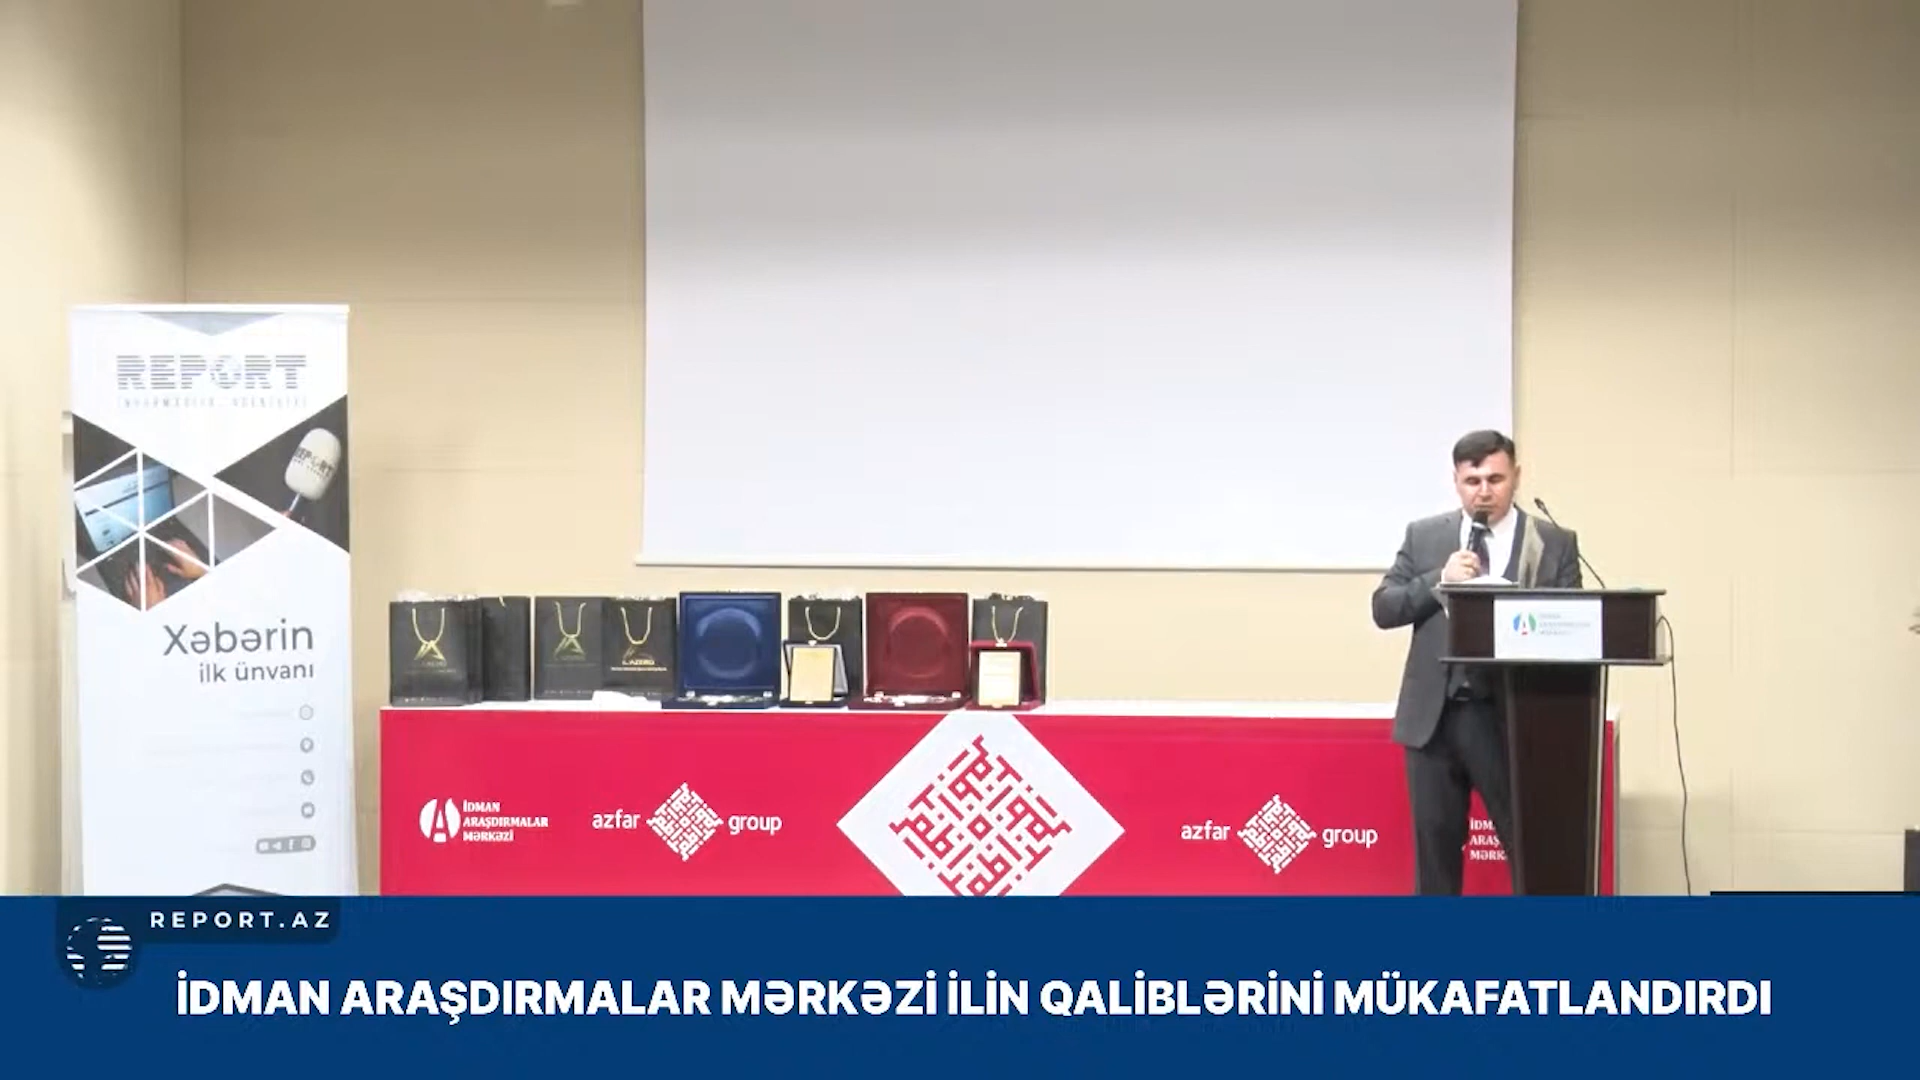 REPORT
REPORT
Xəbərin
ilk ünvanı
İDMAN
ARAŞDIRMALAR
MƏRKƏZİ
azfar
group
azfar
group
REPORT.AZ
İDMAN ARAŞDIRMALAR MƏRKƏZİ İLİN QALİBLƏRİNİ MÜKAFATLANDIRDI